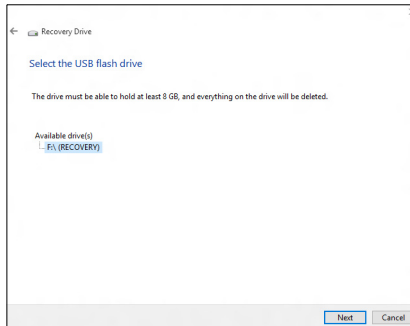 Recovery Drive
Select the USB flash drive
The drive must be able to hold at least 8 GB, and everything on the drive will be deleted.
Available drive(s)
F:\ (RECOVERY)
Next Cancel